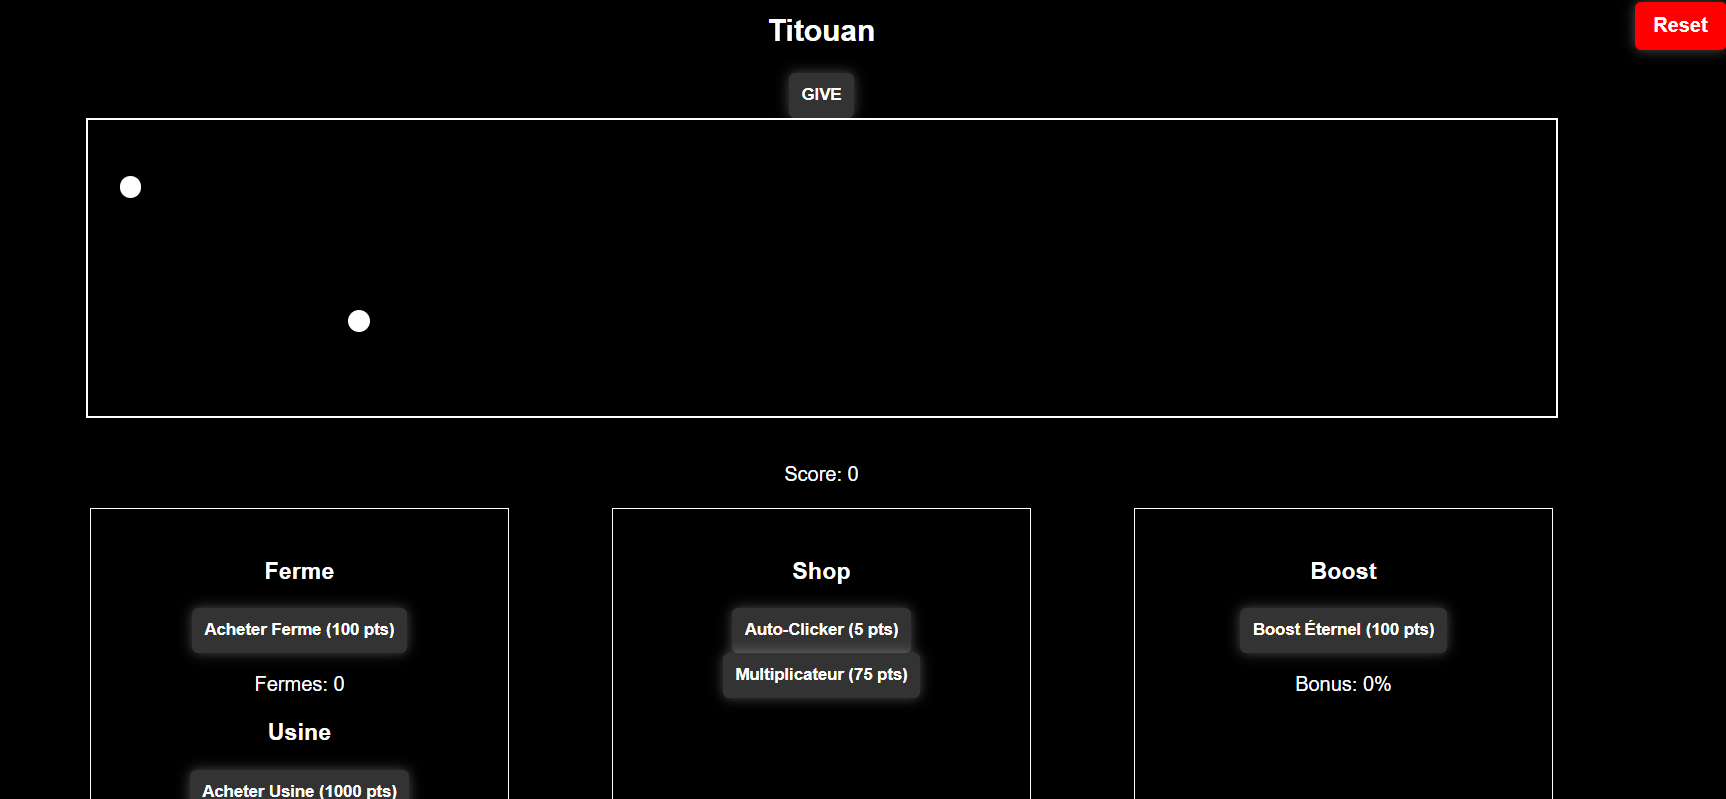 Titouan
Reset
GIVE
Score: 0
Ferme
Acheter Ferme (100 pts)
Fermes: 0
Usine
Acheter Usine (1000 pts)
Shop
Auto-Clicker (5 pts)
Multiplicateur (75 pts)
Boost
Boost Éternel (100 pts)
Bonus: 0%